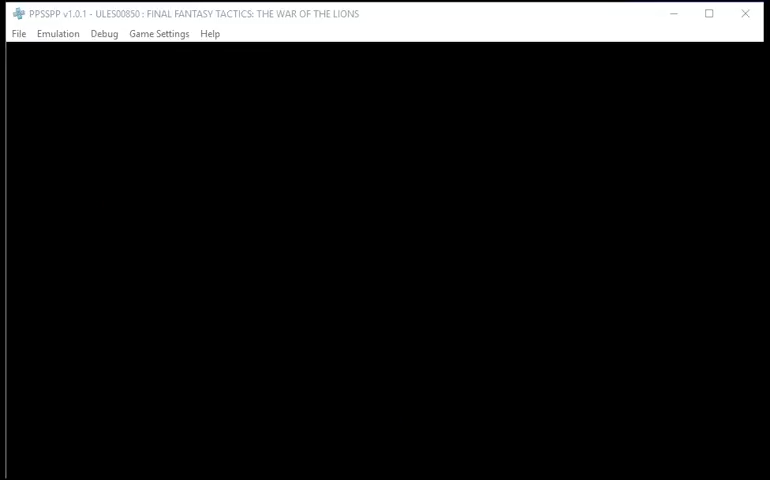 PPSSPP v1.0.1 - ULES00850 : FINAL FANTASY TACTICS: THE WAR OF THE LIONS
File Emulation Debug Game Settings Help